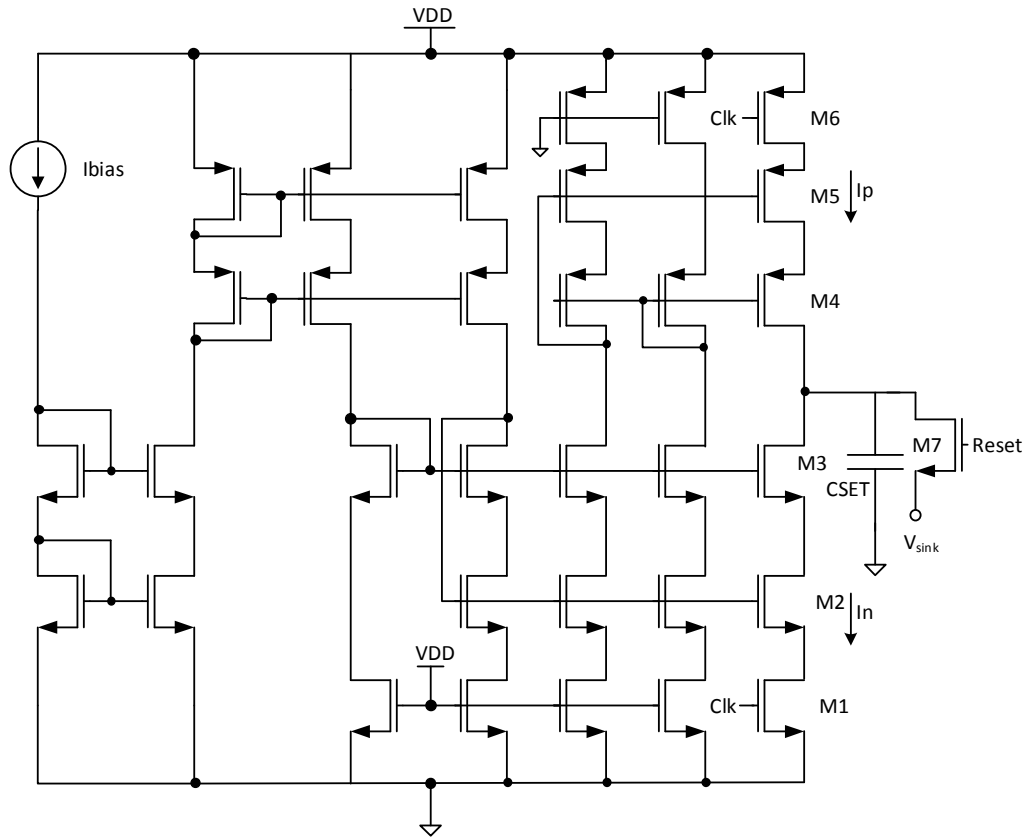 VDD
Clk
M6
Ibias
M5
Ip
M4
M7
Reset
M3
CSET
Vsink
M2
In
VDD
Clk
M1